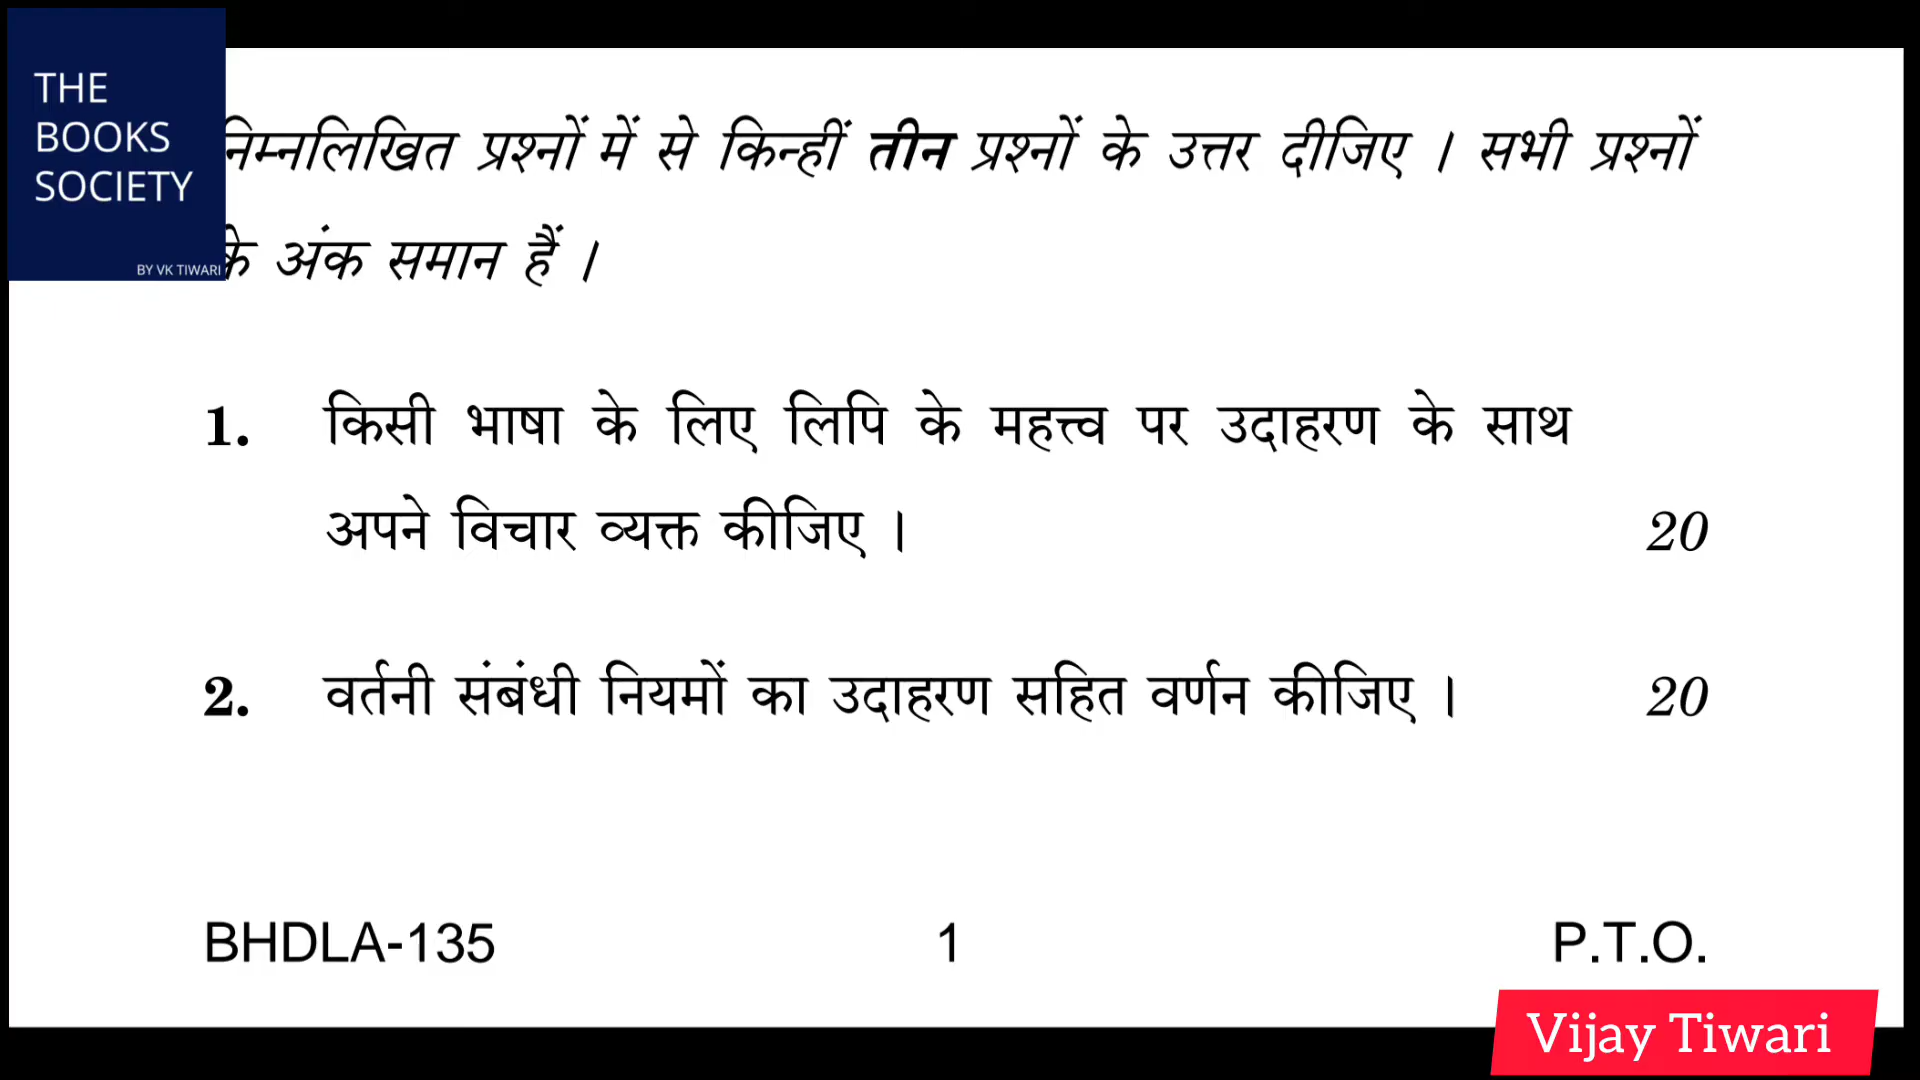 THE
BOOKS
SOCIETY
BY VK TIWARI
निम्नलिखित प्रश्नों में से किन्हीं तीन प्रश्नों के उत्तर दीजिए । सभी प्रश्नों
के अंक समान हैं ।
1. किसी भाषा के लिए लिपि के महत्त्व पर उदाहरण के साथ
अपने विचार व्यक्त कीजिए । 20
2. वर्तनी संबंधी नियमों का उदाहरण सहित वर्णन कीजिए । 20
BHDLA-135 1 P.T.O.
Vijay Tiwari